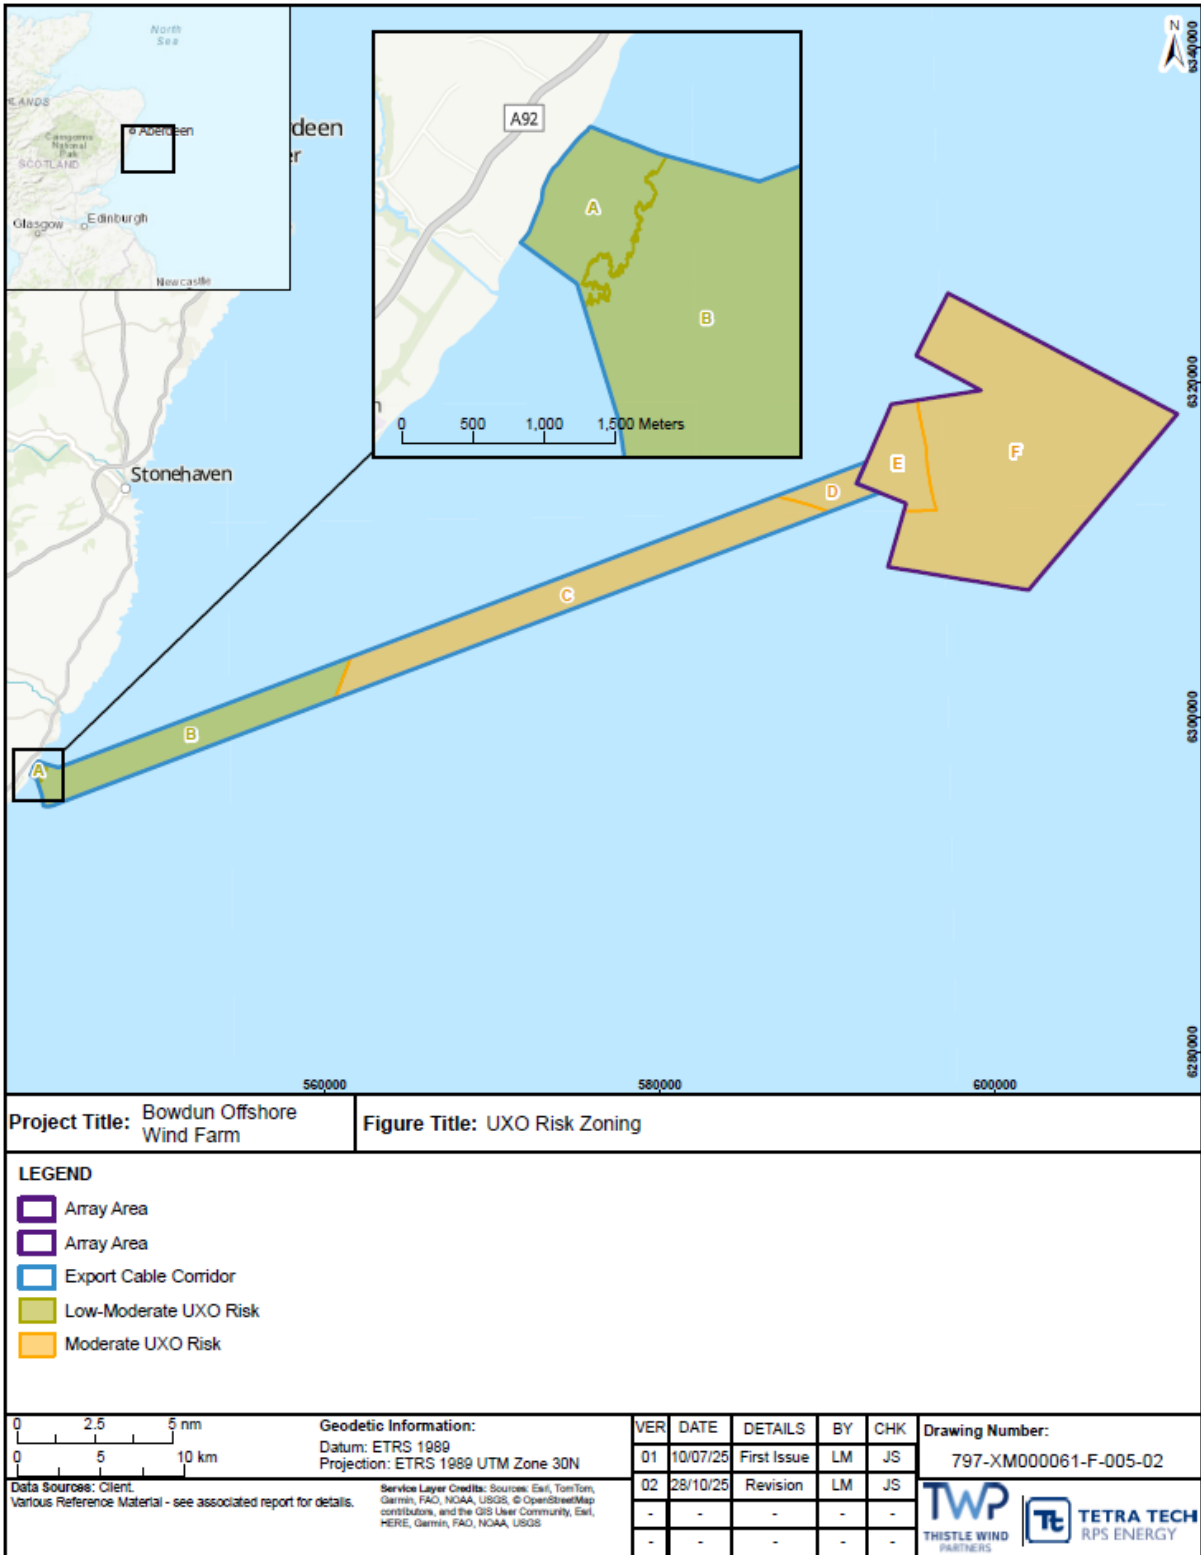 North
Sea
Aberdeen
Cairngorms
National
Park
SCOTLAND
Glasgow
Edinburgh
Newcastle
deen
A92
A
B
0 500 1,000 1,500 Meters
N
6340000
6320000
6300000
6280000
Stonehaven
F
E
D
C
B
A
560000
580000
600000
Project Title: Bowdun Offshore
Wind Farm
Figure Title: UXO Risk Zoning
LEGEND
Array Area
Array Area
Export Cable Corridor
Low-Moderate UXO Risk
Moderate UXO Risk
0 2.5 5 nm
0 5 10 km
Geodetic Information:
Datum: ETRS 1989
Projection: ETRS 1989 UTM Zone 30N
Data Sources: Client.
Various Reference Material - see associated report for details.
Service Layer Credits: Sources: Esri, TomTom,
Garmin, FAO, NOAA, USGS, © OpenStreetMap
contributors, and the GIS User Community, Esri,
HERE, Garmin, FAO, NOAA, USGS
VER DATE DETAILS BY CHK
01 10/07/25 First Issue LM JS
02 28/10/25 Revision LM JS
- - - - -
- - - - -
Drawing Number:
797-XM000061-F-005-02
TWP
THISTLE WIND
PARTNERS
Tt
TETRA TECH
RPS ENERGY